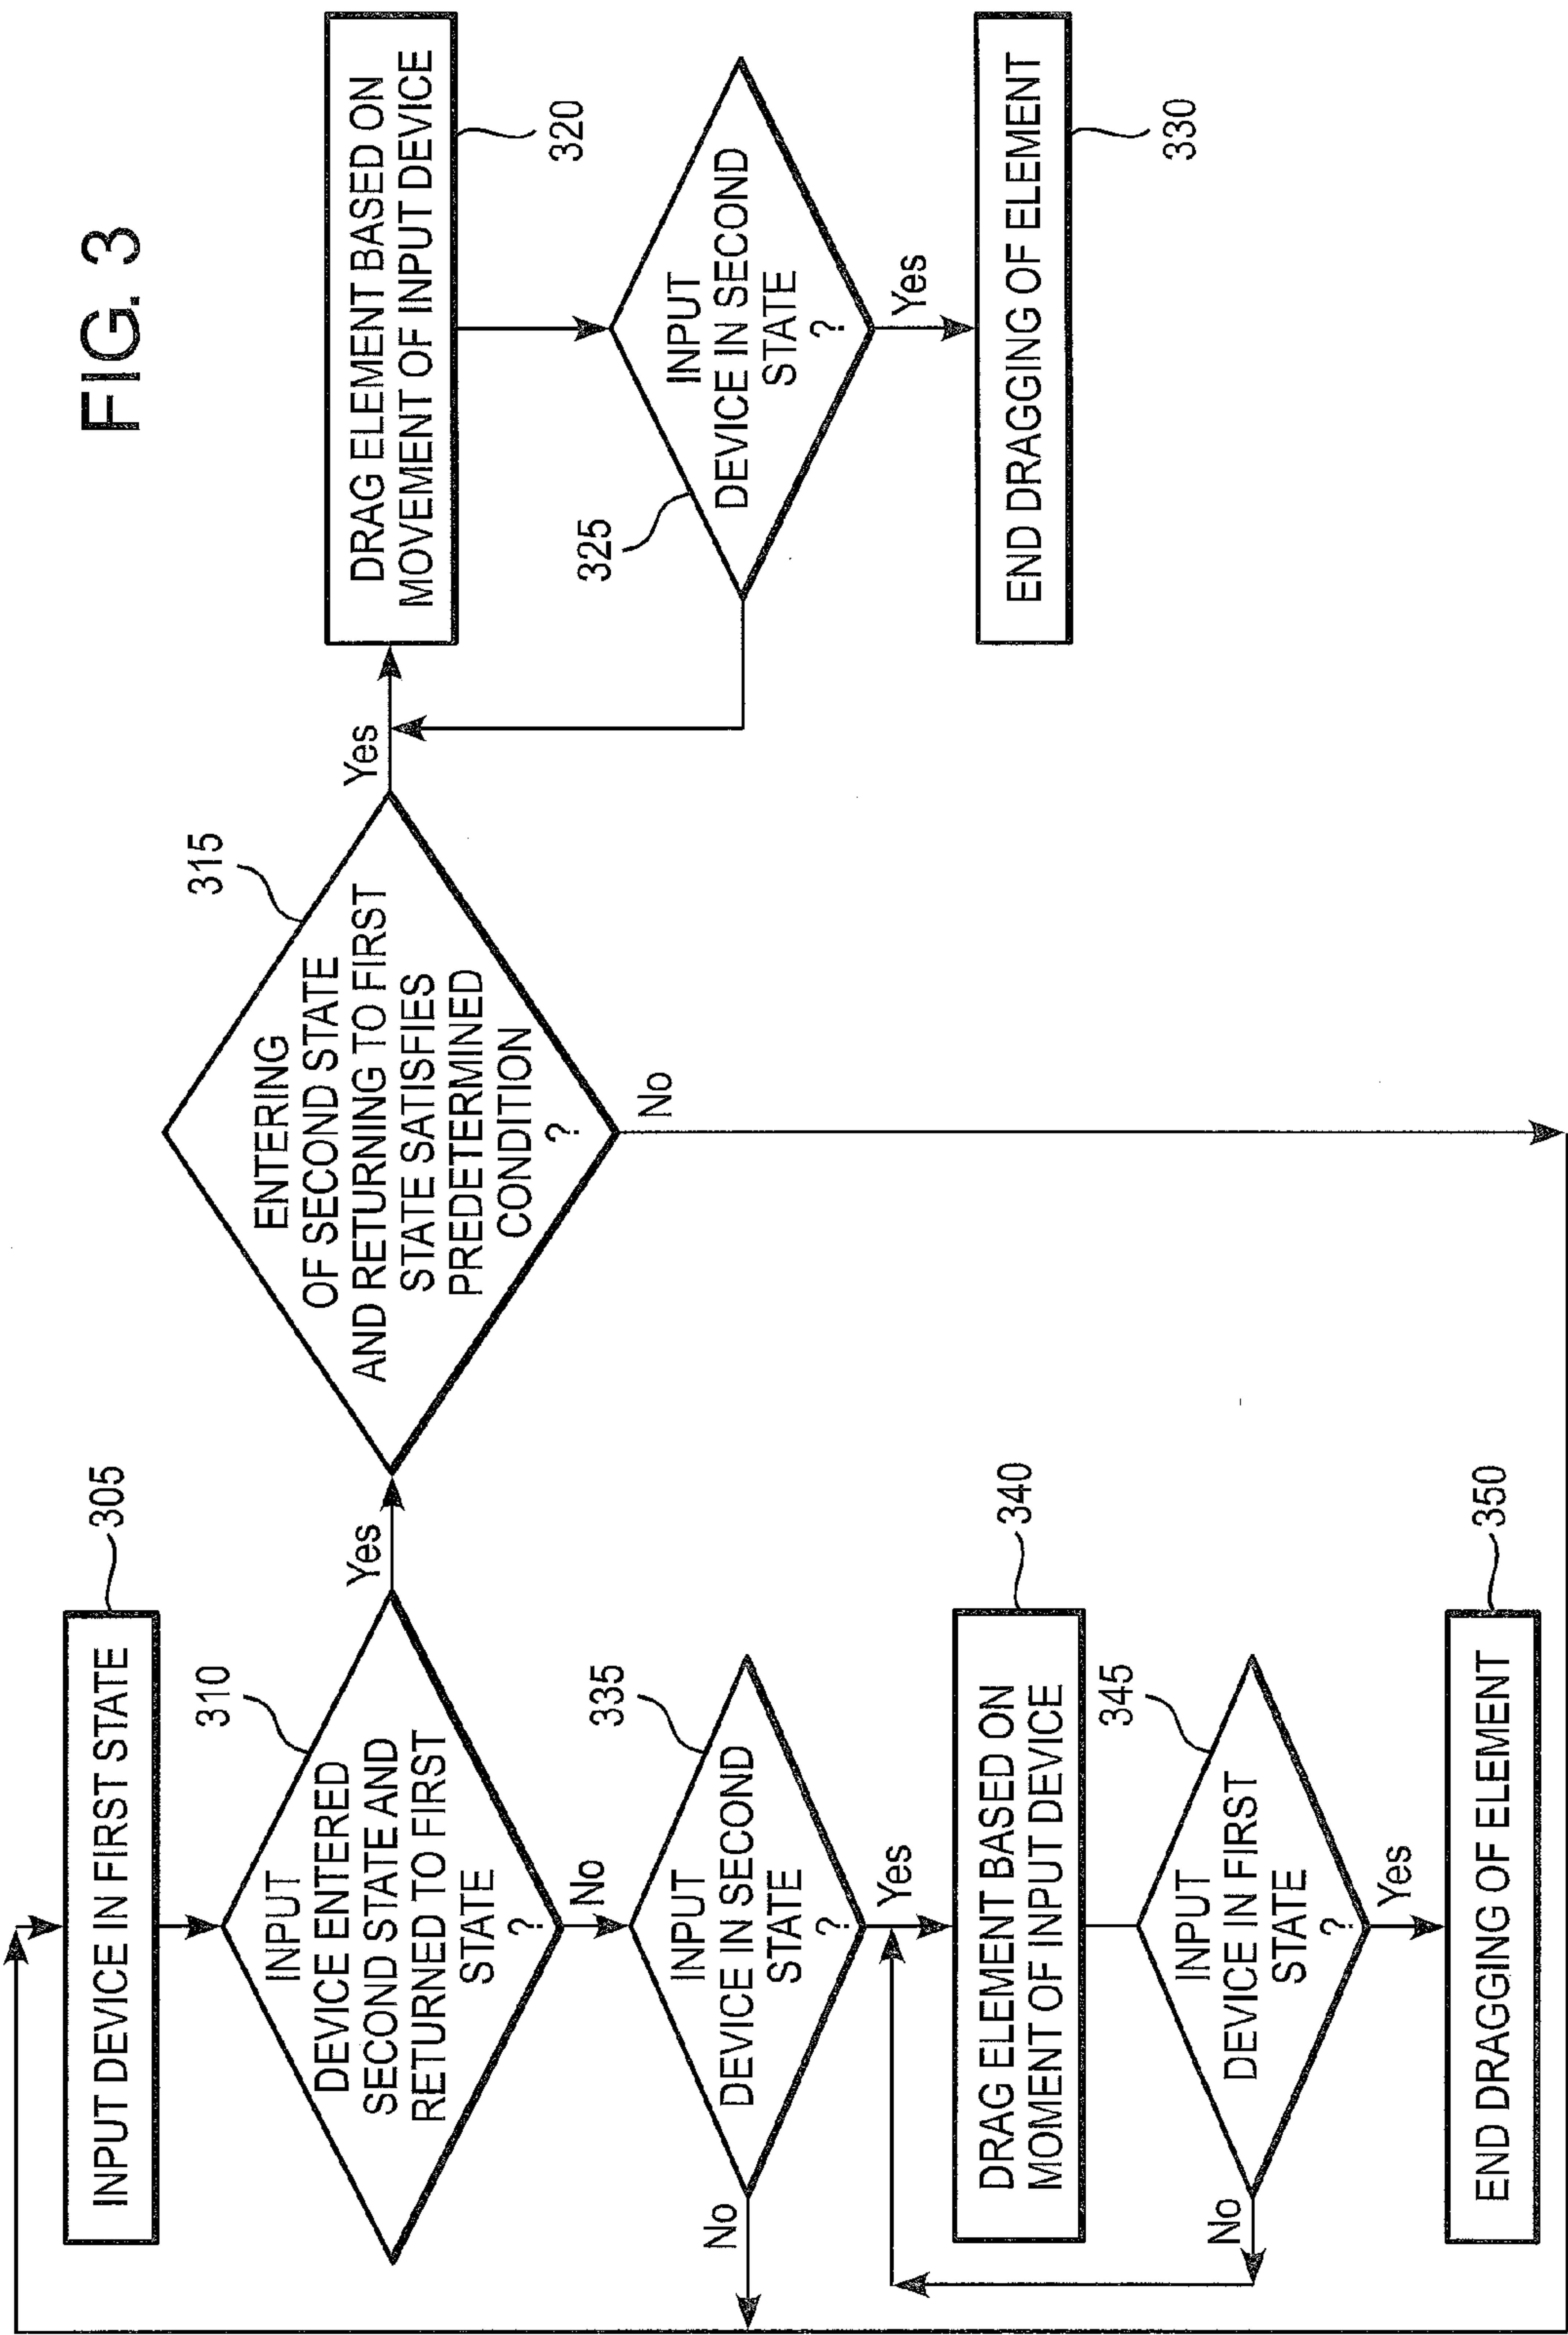 FIG. 3
305
INPUT DEVICE IN FIRST STATE
310
INPUT
DEVICE ENTERED
SECOND STATE AND
RETURNED TO FIRST
STATE
?
Yes
No
315
ENTERING
OF SECOND STATE
AND RETURNING TO FIRST
STATE SATISFIES
PREDETERMINED
CONDITION
?
Yes
No
DRAG ELEMENT BASED ON
MOVEMENT OF INPUT DEVICE
320
325
INPUT
DEVICE IN SECOND
STATE
?
Yes
END DRAGGING OF ELEMENT
330
335
INPUT
DEVICE IN SECOND
STATE
?
No
Yes
340
DRAG ELEMENT BASED ON
MOMENT OF INPUT DEVICE
345
INPUT
DEVICE IN FIRST
STATE
?
No
Yes
350
END DRAGGING OF ELEMENT